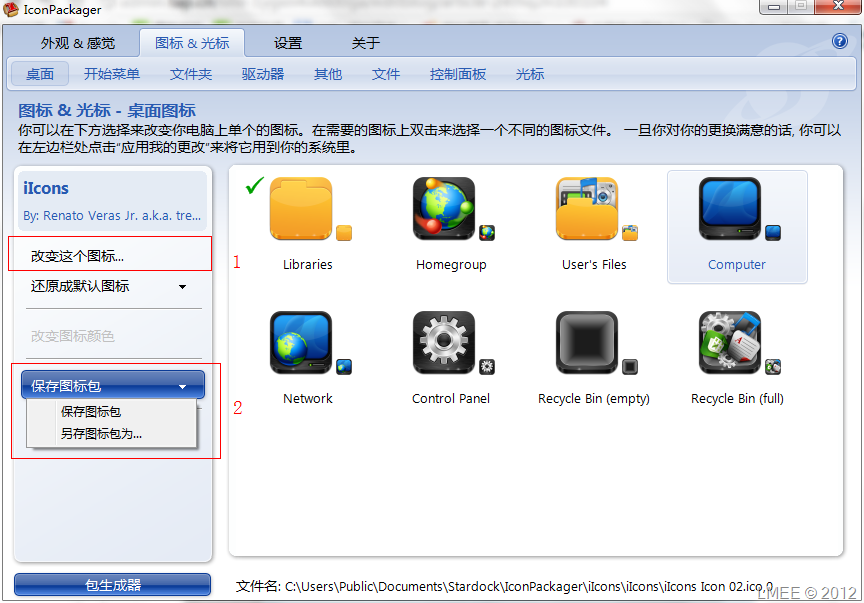 IconPackager
外观 & 感觉
图标 & 光标
设置
关于
桌面
开始菜单
文件夹
驱动器
其他
文件
控制面板
光标
图标 & 光标 - 桌面图标
你可以在下方选择来改变你电脑上单个的图标。在需要的图标上双击来选择一个不同的图标文件。 一旦你对你的更换满意的话, 你可以
在左边栏处点击“应用我的更改”来将它用到你的系统里。
iIcons
By: Renato Veras Jr. a.k.a. tre...
改变这个图标...
还原成默认图标
改变图标颜色
保存图标包
保存图标包
另存图标包为...
包生成器
1
2
Libraries
Homegroup
User's Files
Computer
Network
Control Panel
Recycle Bin (empty)
Recycle Bin (full)
文件名: C:\Users\Public\Documents\Stardock\IconPackager\iIcons\iIcons\iIcons Icon 02.ico,0
LMEE © 2012